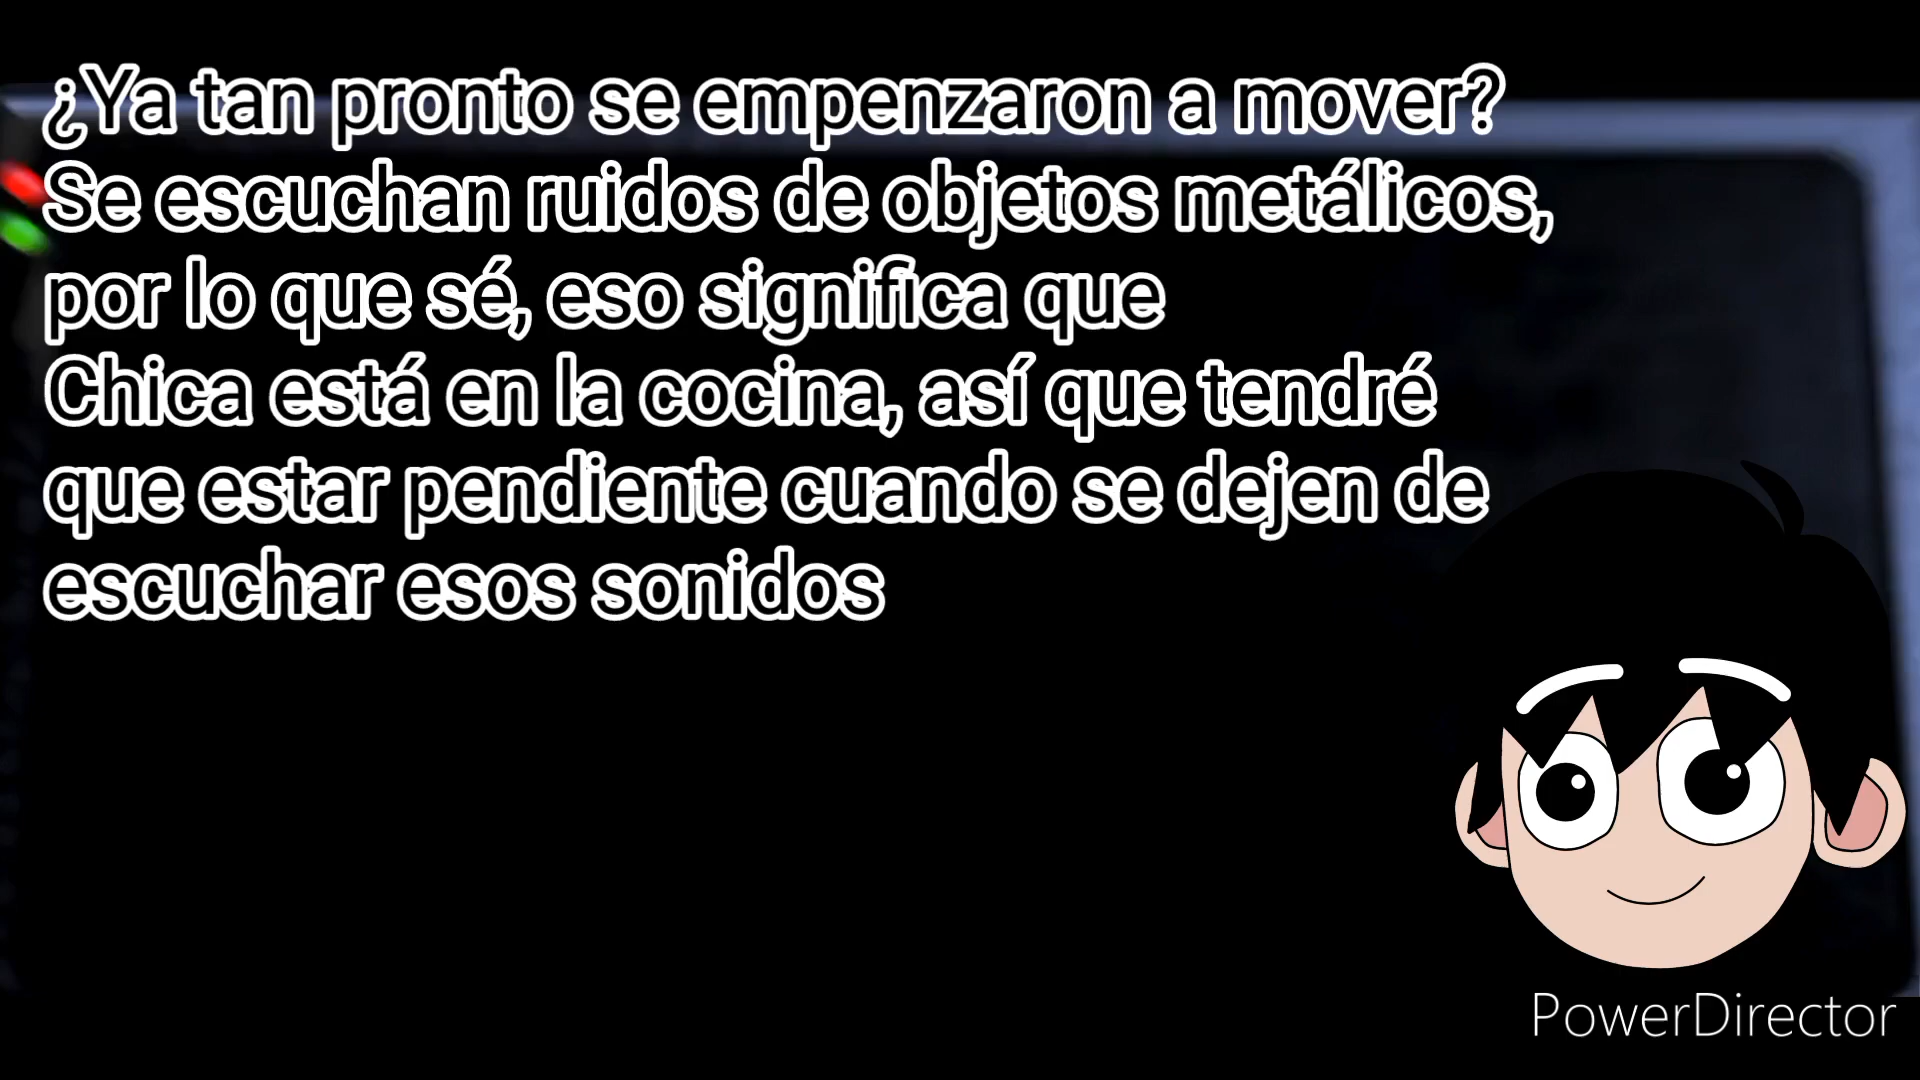 ¿Ya tan pronto se empenzaron a mover?
Se escuchan ruidos de objetos metálicos,
por lo que sé, eso significa que
Chica está en la cocina, así que tendré
que estar pendiente cuando se dejen de
escuchar esos sonidos
PowerDirector